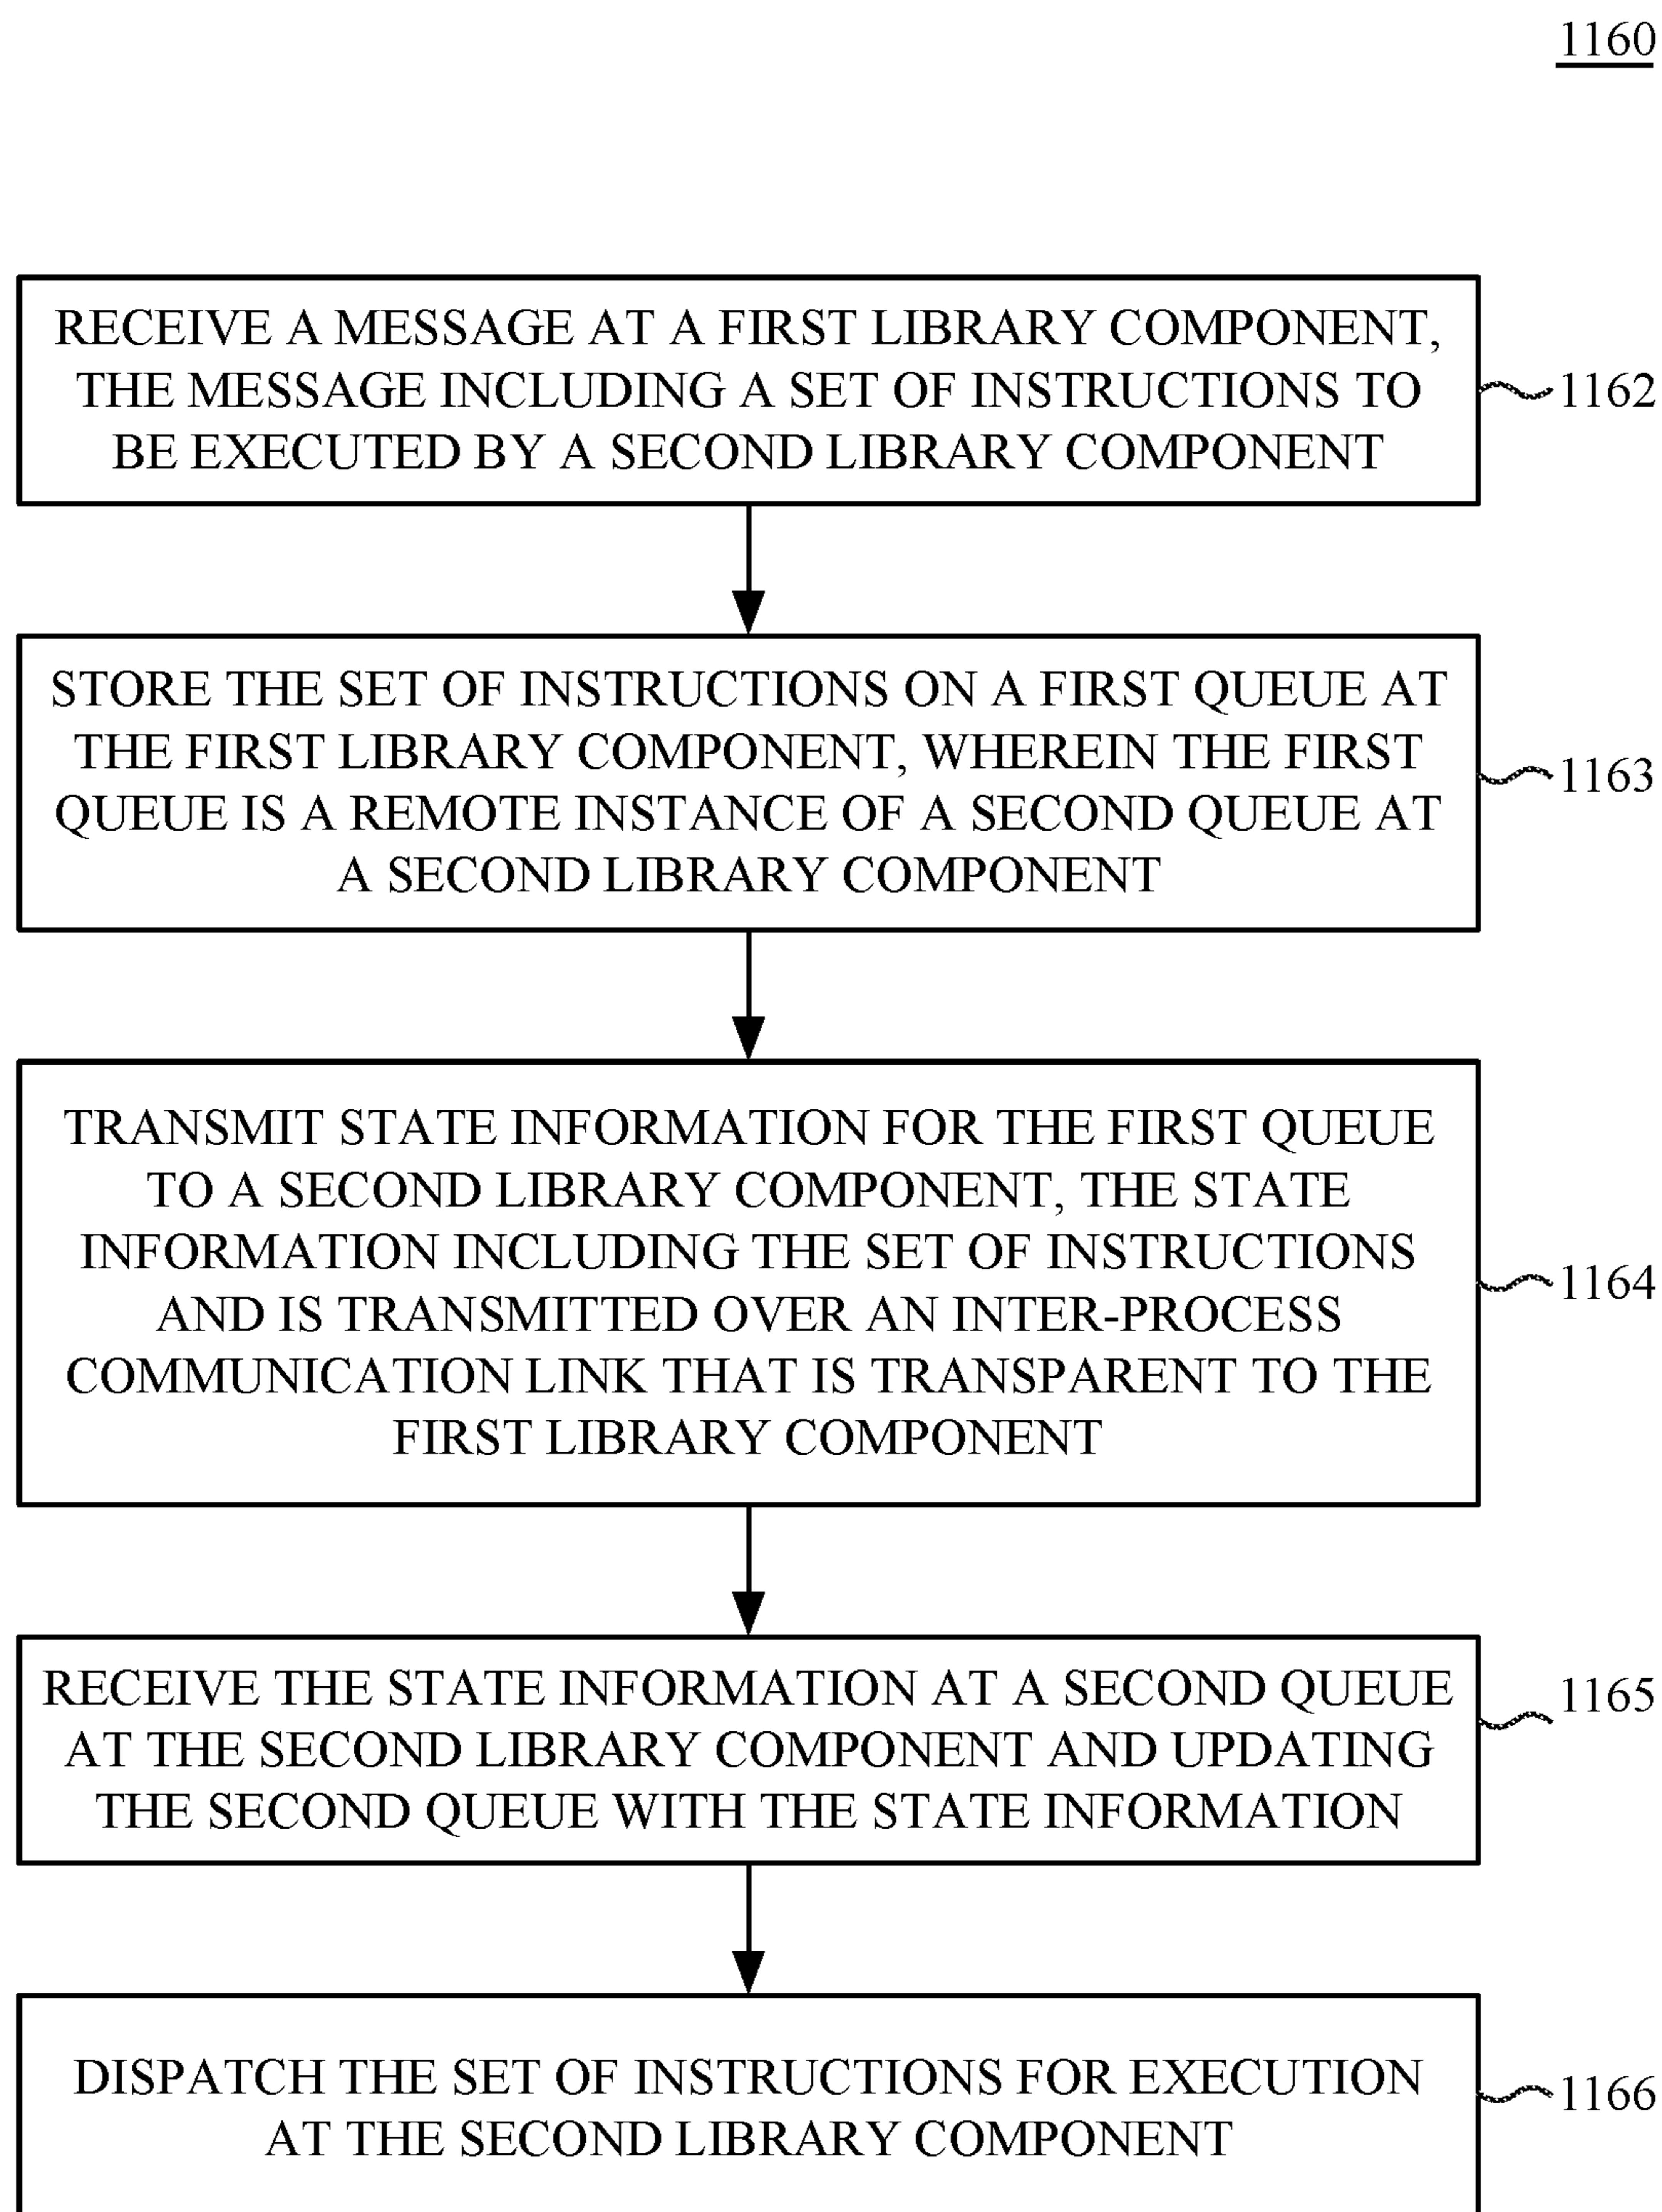 1160
RECEIVE A MESSAGE AT A FIRST LIBRARY COMPONENT,
THE MESSAGE INCLUDING A SET OF INSTRUCTIONS TO
BE EXECUTED BY A SECOND LIBRARY COMPONENT
1162
STORE THE SET OF INSTRUCTIONS ON A FIRST QUEUE AT
THE FIRST LIBRARY COMPONENT, WHEREIN THE FIRST
QUEUE IS A REMOTE INSTANCE OF A SECOND QUEUE AT
A SECOND LIBRARY COMPONENT
1163
TRANSMIT STATE INFORMATION FOR THE FIRST QUEUE
TO A SECOND LIBRARY COMPONENT, THE STATE
INFORMATION INCLUDING THE SET OF INSTRUCTIONS
AND IS TRANSMITTED OVER AN INTER-PROCESS
COMMUNICATION LINK THAT IS TRANSPARENT TO THE
FIRST LIBRARY COMPONENT
1164
RECEIVE THE STATE INFORMATION AT A SECOND QUEUE
AT THE SECOND LIBRARY COMPONENT AND UPDATING
THE SECOND QUEUE WITH THE STATE INFORMATION
1165
DISPATCH THE SET OF INSTRUCTIONS FOR EXECUTION
AT THE SECOND LIBRARY COMPONENT
1166